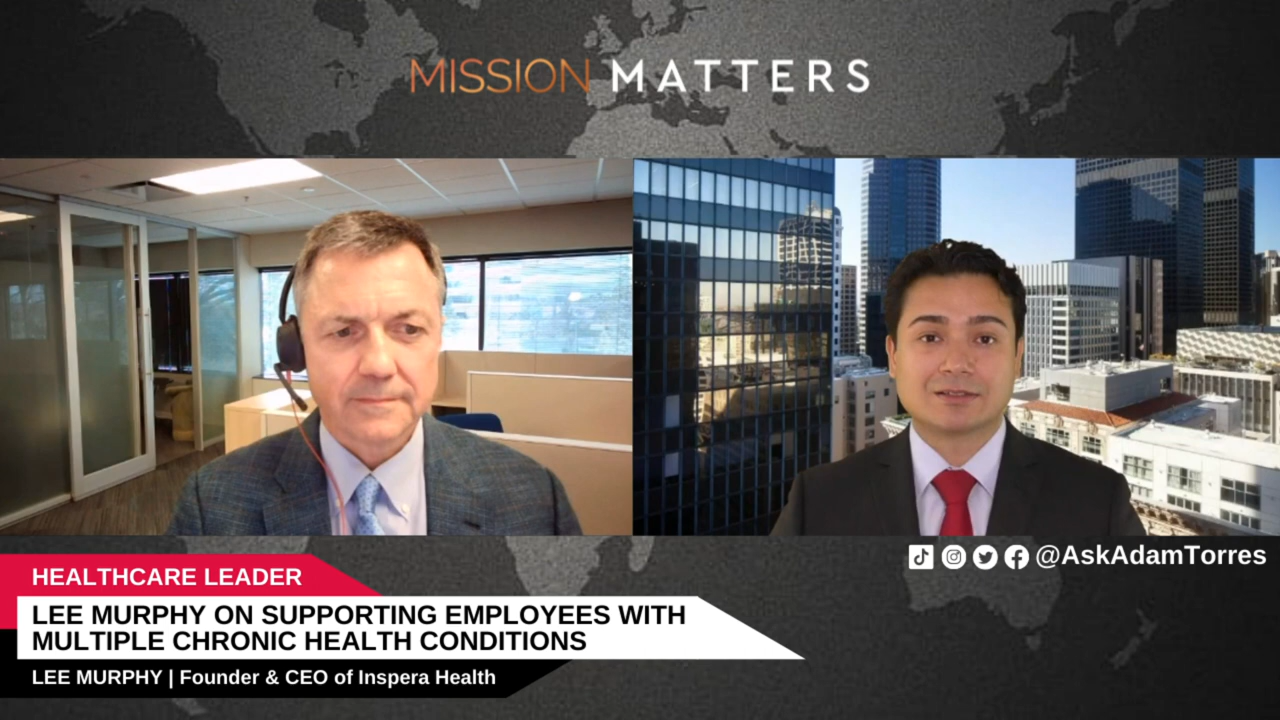 MISSION MATTERS
@AskAdamTorres
HEALTHCARE LEADER
LEE MURPHY ON SUPPORTING EMPLOYEES WITH
MULTIPLE CHRONIC HEALTH CONDITIONS
LEE MURPHY | Founder & CEO of Inspera Health